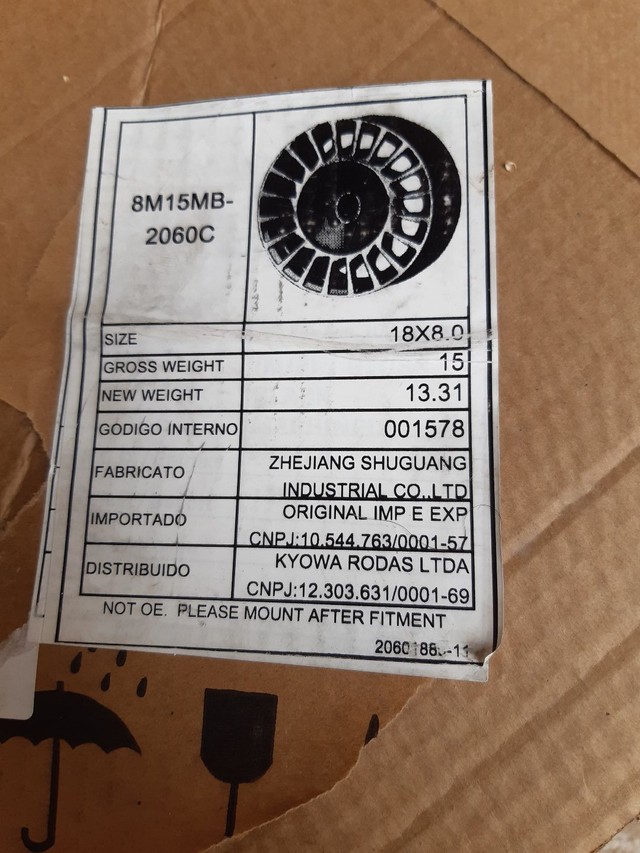 8M15MB-
2060C
SIZE 18X8.0
GROSS WEIGHT 15
NEW WEIGHT 13.31
GODIGO INTERNO 001578
FABRICATO ZHEJIANG SHUGUANG
INDUSTRIAL CO.,LTD
IMPORTADO ORIGINAL IMP E EXP
CNPJ:10.544.763/0001-57
DISTRIBUIDO KYOWA RODAS LTDA
CNPJ:12.303.631/0001-69
NOT OE. PLEASE MOUNT AFTER FITMENT